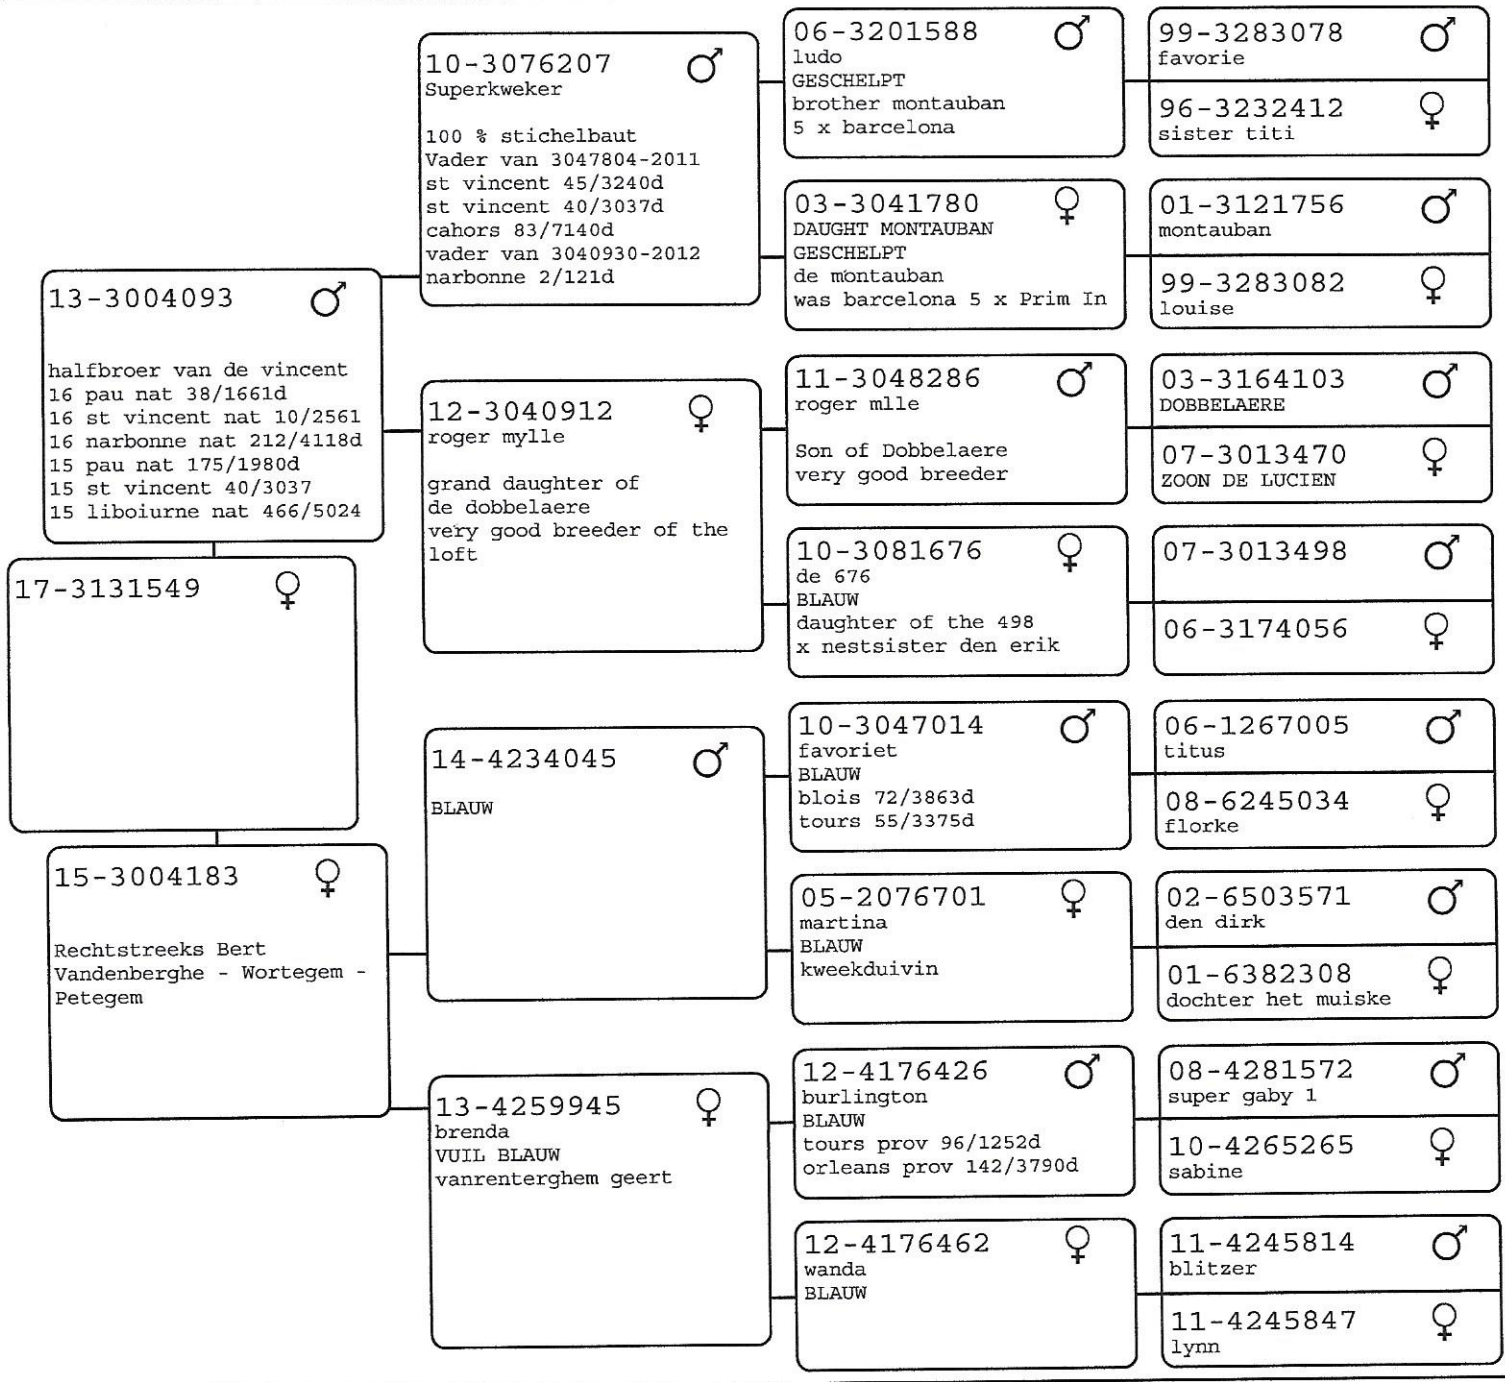 13-3004093
halfbroer van de vincent
16 pau nat 38/1661d
16 st vincent nat 10/2561
16 narbonne nat 212/4118d
15 pau nat 175/1980d
15 st vincent 40/3037
15 liboiurne nat 466/5024
17-3131549
15-3004183
Rechtstreeks Bert
Vandenberghe - Wortegem -
Petegem
10-3076207
Superkweker
100 % stichelbaut
Vader van 3047804-2011
st vincent 45/3240d
st vincent 40/3037d
cahors 83/7140d
vader van 3040930-2012
narbonne 2/121d
12-3040912
roger mylle
grand daughter of
de dobbelaere
very good breeder of the
loft
14-4234045
BLAUW
13-4259945
brenda
VUIL BLAUW
vanrenterghem geert
06-3201588
ludo
GESCHELPT
brother montauban
5 x barcelona
03-3041780
DAUGHT MONTAUBAN
GESCHELPT
de montauban
was barcelona 5 x Prim In
11-3048286
roger mlle
Son of Dobbelaere
very good breeder
10-3081676
de 676
BLAUW
daughter of the 498
x nestsister den erik
10-3047014
favoriet
BLAUW
blois 72/3863d
tours 55/3375d
05-2076701
martina
BLAUW
kweekduivin
12-4176426
burlington
BLAUW
tours prov 96/1252d
orleans prov 142/3790d
12-4176462
wanda
BLAUW
99-3283078
favorie
96-3232412
sister titi
01-3121756
montauban
99-3283082
louise
03-3164103
DOBBELAERE
07-3013470
ZOON DE LUCIEN
07-3013498
06-3174056
06-1267005
titus
08-6245034
florke
02-6503571
den dirk
01-6382308
dochter het muiske
08-4281572
super gaby 1
10-4265265
sabine
11-4245814
blitzer
11-4245847
lynn